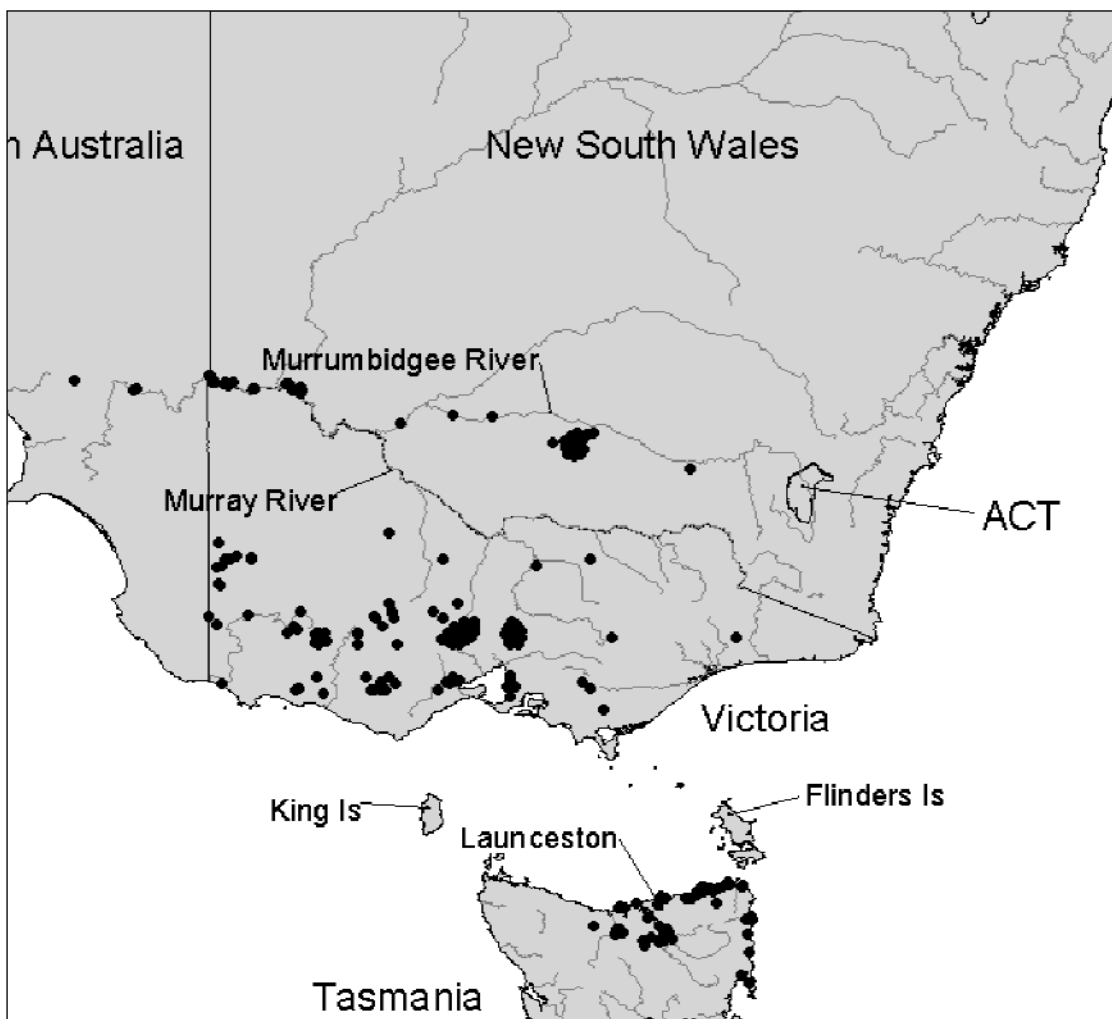 n Australia
New South Wales
Murrumbidgee River
Murray River
ACT
Victoria
King Is
Flinders Is
Launceston
Tasmania